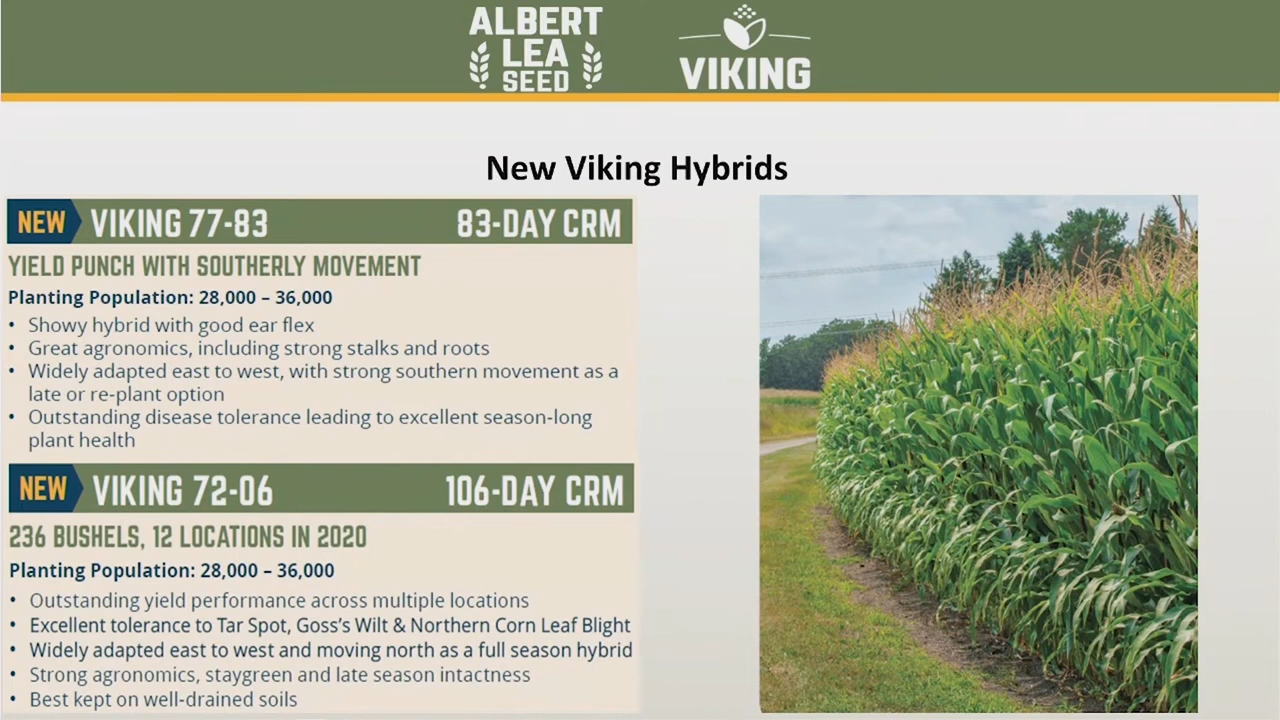 ALBERT
LEA
SEED
VIKING
New Viking Hybrids
NEW VIKING 77-83 83-DAY CRM
YIELD PUNCH WITH SOUTHERLY MOVEMENT
Planting Population: 28,000 – 36,000
• Showy hybrid with good ear flex
• Great agronomics, including strong stalks and roots
• Widely adapted east to west, with strong southern movement as a
late or re-plant option
• Outstanding disease tolerance leading to excellent season-long
plant health
NEW VIKING 72-06 106-DAY CRM
236 BUSHELS, 12 LOCATIONS IN 2020
Planting Population: 28,000 – 36,000
• Outstanding yield performance across multiple locations
• Excellent tolerance to Tar Spot, Goss’s Wilt & Northern Corn Leaf Blight
• Widely adapted east to west and moving north as a full season hybrid
• Strong agronomics, staygreen and late season intactness
• Best kept on well-drained soils